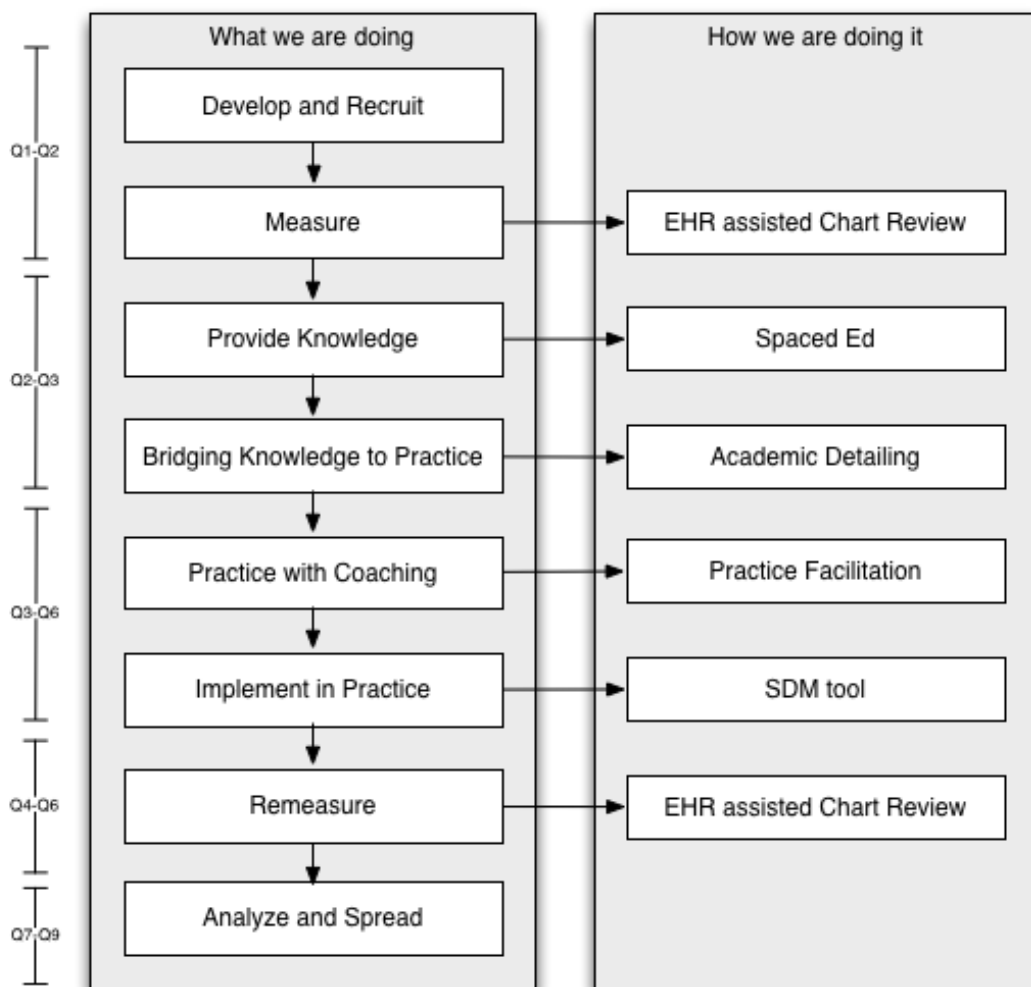 What we are doing
How we are doing it
Develop and Recruit
Q1-Q2
Measure
EHR assisted Chart Review
Provide Knowledge
Spaced Ed
Q2-Q3
Bridging Knowledge to Practice
Academic Detailing
Practice with Coaching
Practice Facilitation
Q3-Q6
Implement in Practice
SDM tool
Remeasure
EHR assisted Chart Review
Q4-Q6
Analyze and Spread
Q7-Q9